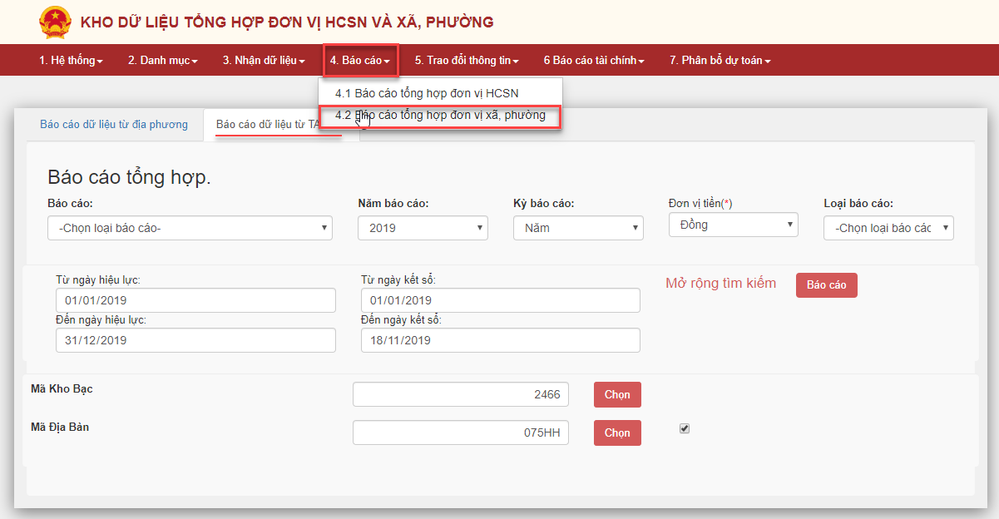 KHO DỮ LIỆU TỔNG HỢP ĐƠN VỊ HCSN VÀ XÃ, PHƯỜNG
1. Hệ thống 2. Danh mục 3. Nhận dữ liệu 4. Báo cáo 5. Trao đổi thông tin 6 Báo cáo tài chính 7. Phân bổ dự toán
4.1 Báo cáo tổng hợp đơn vị HCSN
4.2 Báo cáo tổng hợp đơn vị xã, phường
Báo cáo dữ liệu từ địa phương Báo cáo dữ liệu từ
Báo cáo tổng hợp.
Báo cáo: Năm báo cáo: Kỳ báo cáo: Đơn vị tiền(*) Loại báo cáo:
-Chọn loại báo cáo- 2019 Năm Đồng -Chọn loại báo các
Từ ngày hiệu lực: Từ ngày kết sổ: Mở rộng tìm kiếm Báo cáo
01/01/2019 01/01/2019
Đến ngày hiệu lực: Đến ngày kết sổ:
31/12/2019 18/11/2019
Mã Kho Bạc 2466 Chọn
Mã Địa Bàn 075HH Chọn